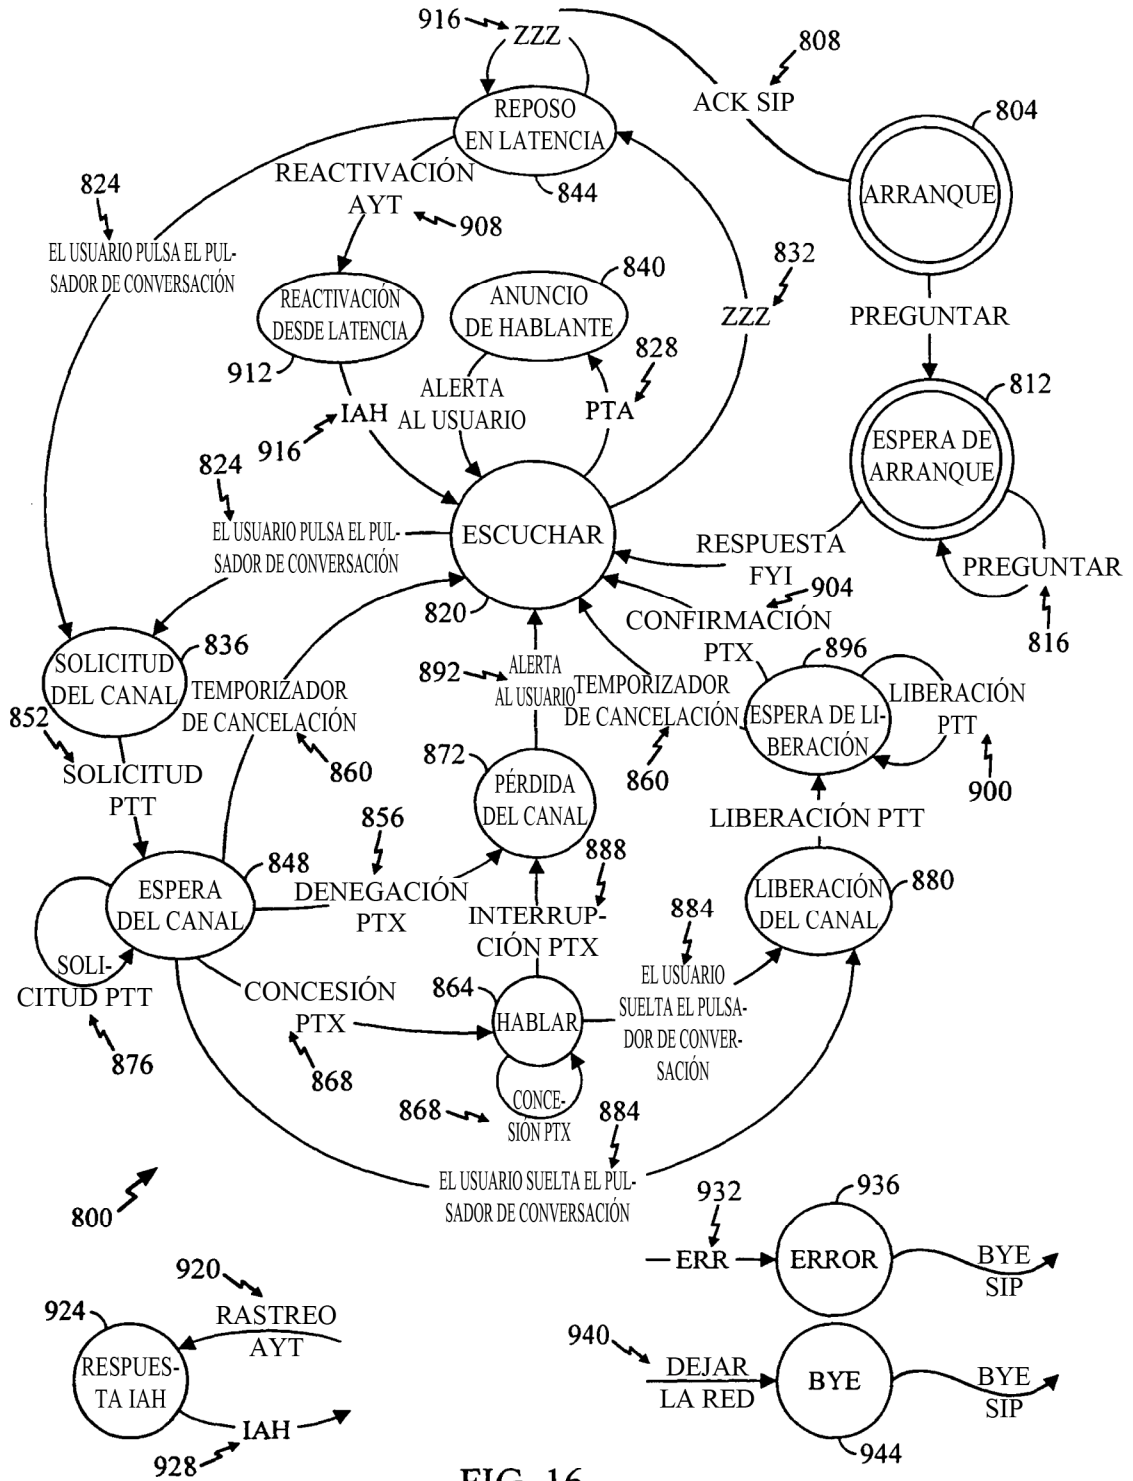 916
ZZZ
808
ACK SIP
804
ARRANQUE
REPOSO
EN LATENCIA
844
REACTIVACIÓN
AYT
908
824
EL USUARIO PULSA EL PUL-
SADOR DE CONVERSACIÓN
REACTIVACIÓN
DESDE LATENCIA
912
840
ANUNCIO
DE HABLANTE
832
ZZZ
PREGUNTAR
828
ALERTA
AL USUARIO
PTA
IAH
916
812
ESPERA DE
ARRANQUE
824
EL USUARIO PULSA EL PUL-
SADOR DE CONVERSACIÓN
ESCUCHAR
820
RESPUESTA
FYI
PREGUNTAR
816
904
CONFIRMACIÓN
PTX
836
SOLICITUD
DEL CANAL
852
SOLICITUD
PTT
TEMPORIZADOR
DE CANCELACIÓN
860
892
ALERTA
AL USUARIO
TEMPORIZADOR
DE CANCELACIÓN
860
896
ESPERA DE LI-
BERACIÓN
LIBERACIÓN
PTT
900
872
PÉRDIDA
DEL CANAL
LIBERACIÓN PTT
848
ESPERA
DEL CANAL
856
DENEGACIÓN
PTX
888
INTERRUP-
CIÓN PTX
880
LIBERACIÓN
DEL CANAL
884
EL USUARIO
SUELTA EL PULSA-
DOR DE CONVER-
SACIÓN
SOLI-
CITUD PTT
876
CONCESIÓN
PTX
868
864
HABLAR
868
CONCE-
SIÓN PTX
884
EL USUARIO SUELTA EL PUL-
SADOR DE CONVERSACIÓN
800
932
ERR
936
ERROR
BYE
SIP
920
RASTREO
AYT
924
RESPUES-
TA IAH
IAH
928
940
DEJAR
LA RED
BYE
944
BYE
SIP
FIG. 16